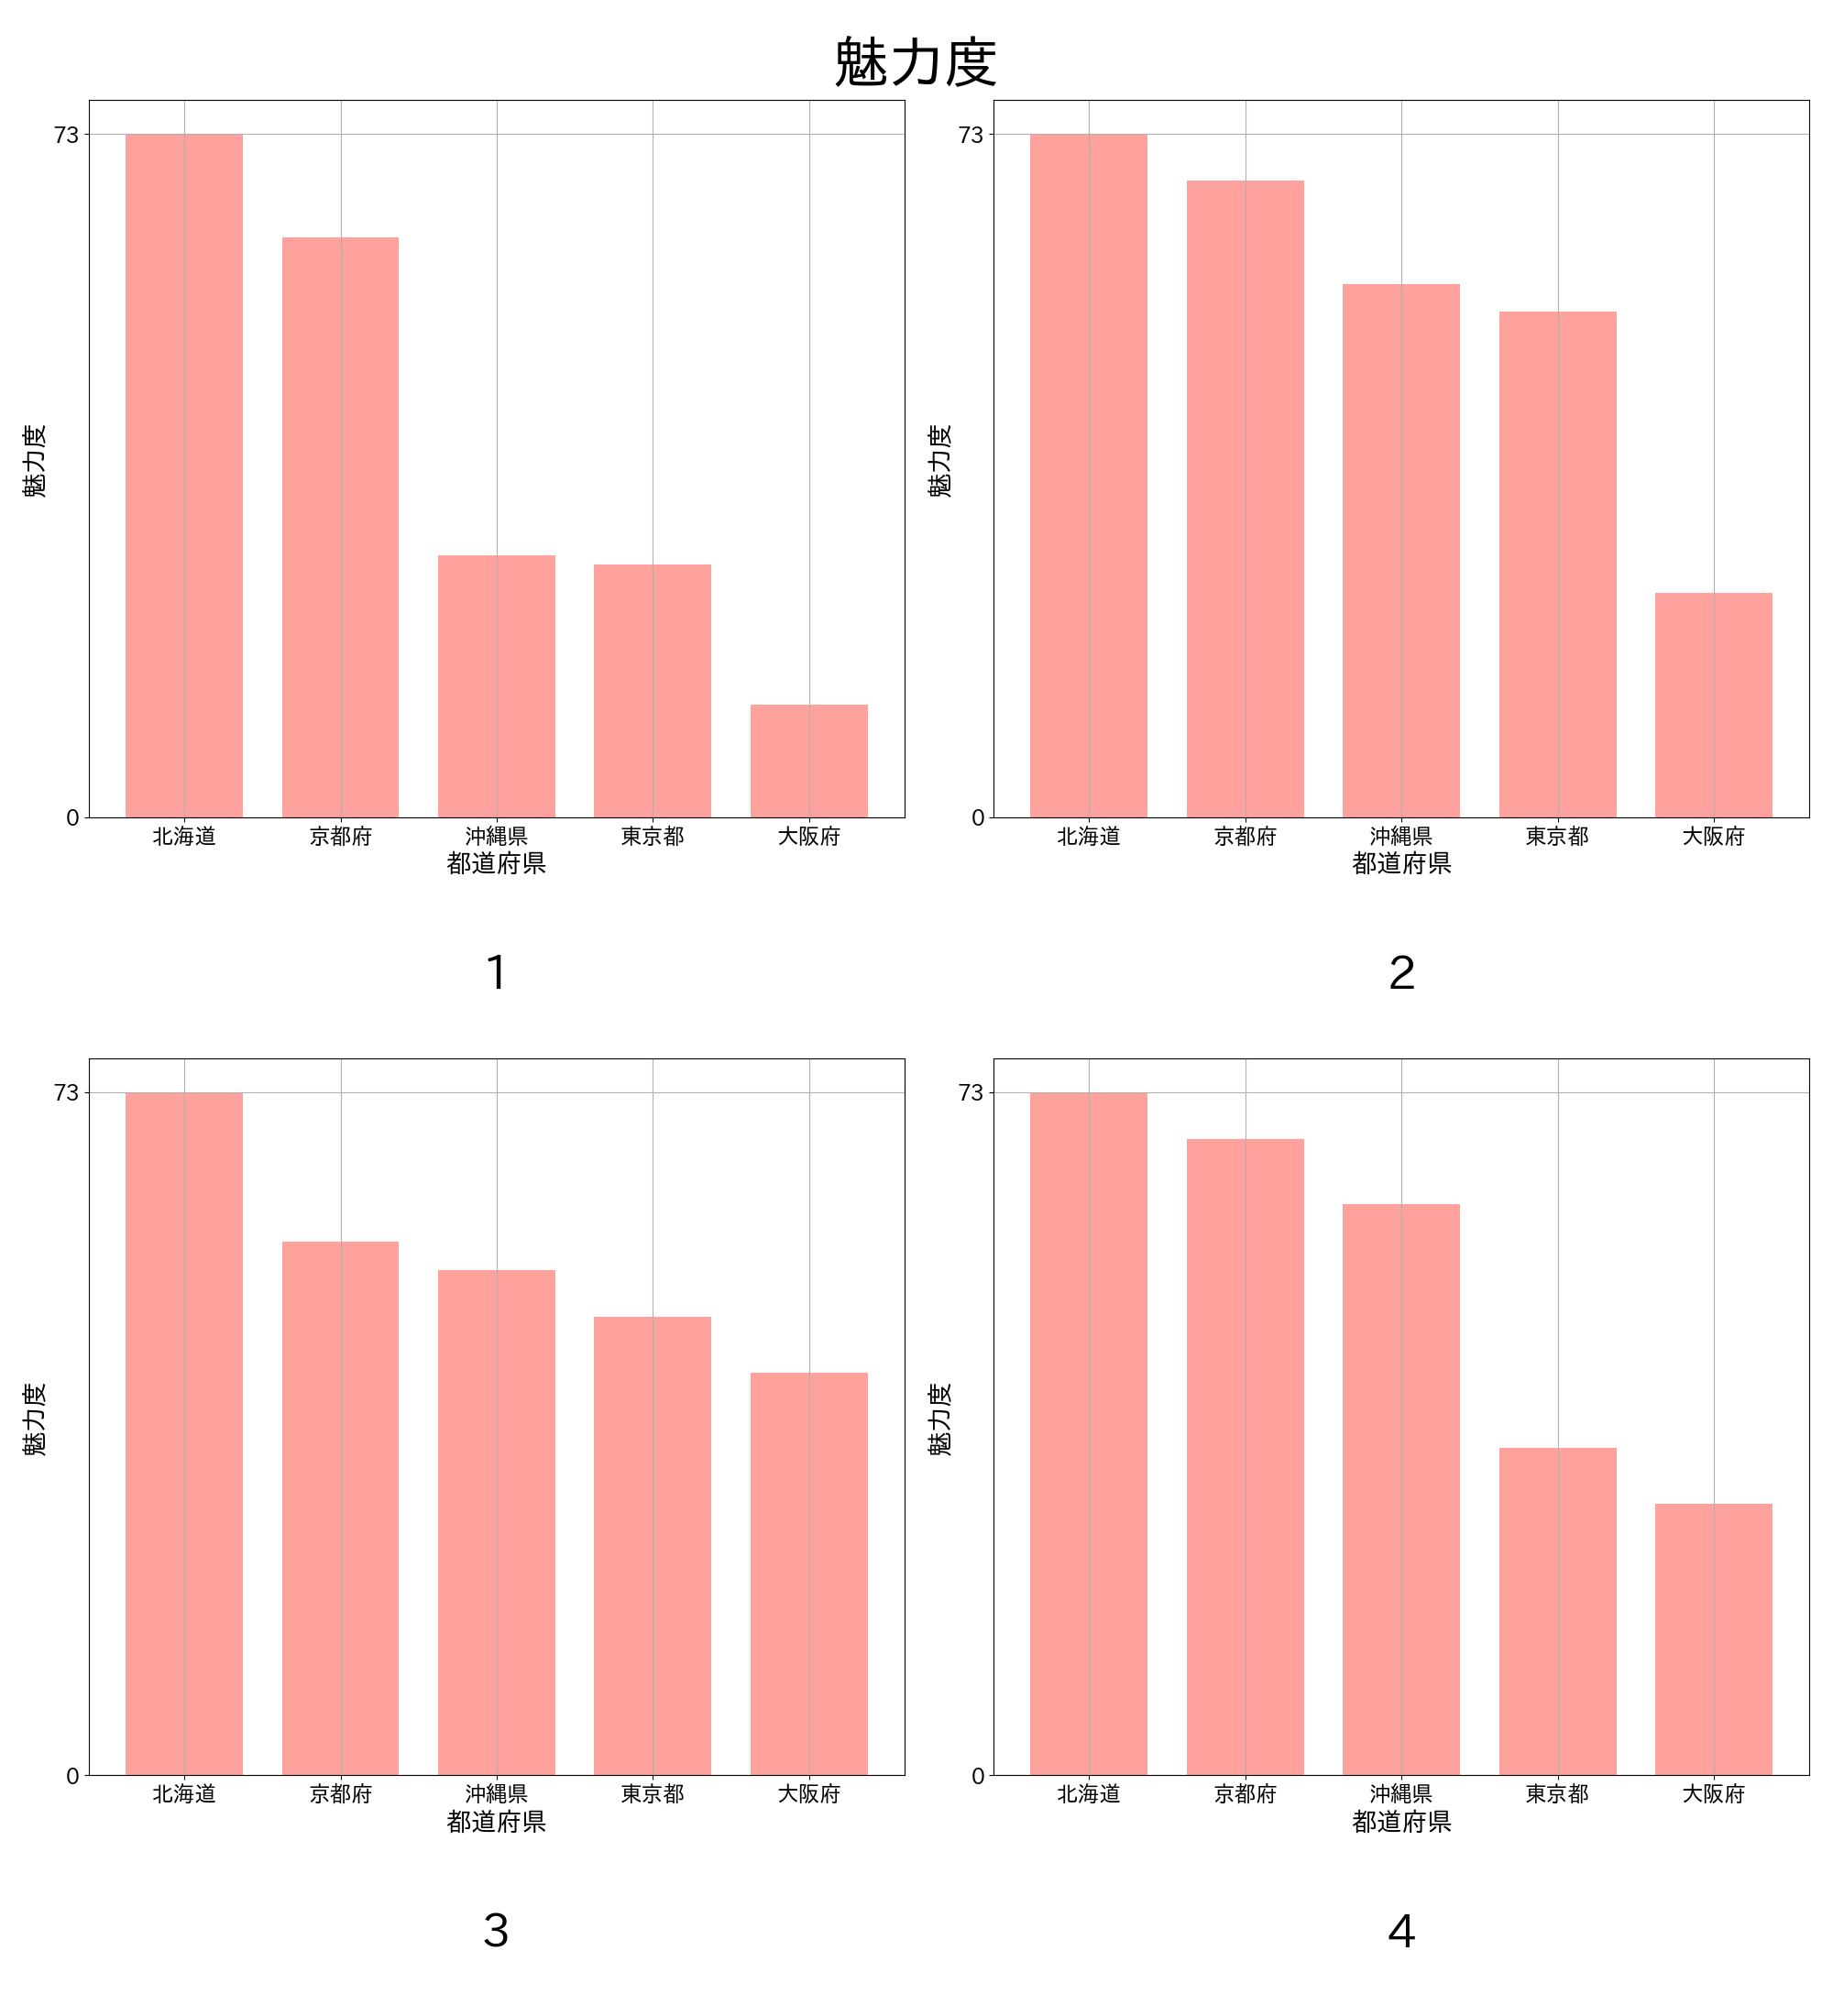 魅力度
73
0
魅力度
北海道 京都府 沖縄県 東京都 大阪府
都道府県
1
73
0
魅力度
北海道 京都府 沖縄県 東京都 大阪府
都道府県
2
73
0
魅力度
北海道 京都府 沖縄県 東京都 大阪府
都道府県
3
73
0
魅力度
北海道 京都府 沖縄県 東京都 大阪府
都道府県
4